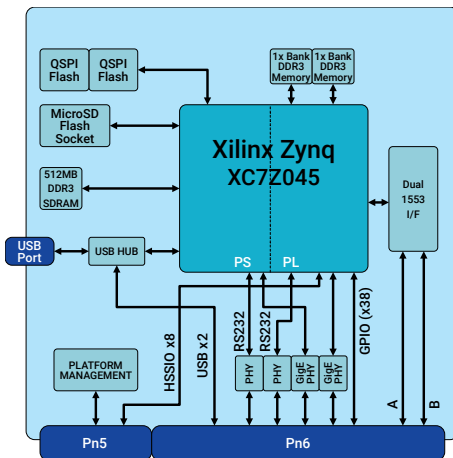 QSPI
Flash
QSPI
Flash
1x Bank
DDR3
Memory
1x Bank
DDR3
Memory
MicroSD
Flash
Socket
Xilinx Zynq
XC7Z045
512MB
DDR3
SDRAM
Dual
1553
I/F
USB
Port
USB HUB
PS
PL
HSSIO x8
USB x2
RS232
RS232
GPIO (x38)
PLATFORM
MANAGEMENT
PHY
PHY
GigE
PHY
GigE
PHY
A
B
Pn5
Pn6